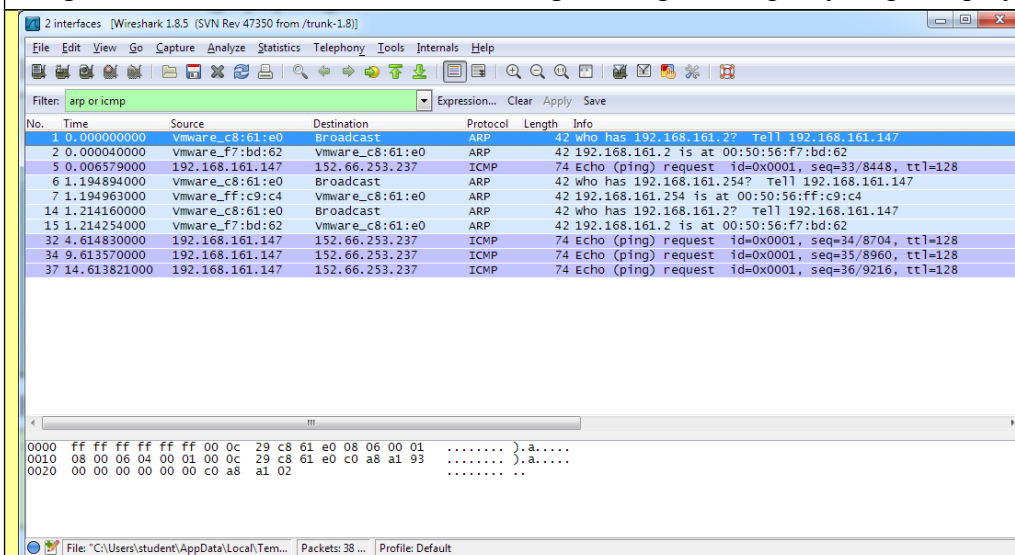 2 interfaces [Wireshark 1.8.5 (SVN Rev 47350 from /trunk-1.8)]
File Edit View Go Capture Analyze Statistics Telephony Tools Internals Help
Filter: arp or icmp Expression... Clear Apply Save
No. Time Source Destination Protocol Length Info
1 0.000000000 Vmware_c8:61:e0 Broadcast ARP 42 Who has 192.168.161.2? Tell 192.168.161.147
2 0.000040000 Vmware_f7:bd:62 Vmware_c8:61:e0 ARP 42 192.168.161.2 is at 00:50:56:f7:bd:62
5 0.006579000 192.168.161.147 152.66.253.237 ICMP 74 Echo (ping) request id=0x0001, seq=33/8448, ttl=128
6 1.194894000 Vmware_c8:61:e0 Broadcast ARP 42 Who has 192.168.161.254? Tell 192.168.161.147
7 1.194963000 Vmware_ff:c9:c4 Vmware_c8:61:e0 ARP 42 192.168.161.254 is at 00:50:56:ff:c9:c4
14 1.214160000 Vmware_c8:61:e0 Broadcast ARP 42 Who has 192.168.161.2? Tell 192.168.161.147
15 1.214254000 Vmware_f7:bd:62 Vmware_c8:61:e0 ARP 42 192.168.161.2 is at 00:50:56:f7:bd:62
32 4.614830000 192.168.161.147 152.66.253.237 ICMP 74 Echo (ping) request id=0x0001, seq=34/8704, ttl=128
34 9.613570000 192.168.161.147 152.66.253.237 ICMP 74 Echo (ping) request id=0x0001, seq=35/8960, ttl=128
37 14.613821000 192.168.161.147 152.66.253.237 ICMP 74 Echo (ping) request id=0x0001, seq=36/9216, ttl=128
0000 ff ff ff ff ff ff 00 0c 29 c8 61 e0 08 06 00 01 ........ ).a.....
0010 08 00 06 04 00 01 00 0c 29 c8 61 e0 c0 a8 a1 93 ........ ).a.....
0020 00 00 00 00 00 00 c0 a8 a1 02 ........ ..
File: "C:\Users\student\AppData\Local\Tem... Packets: 38 ... Profile: Default